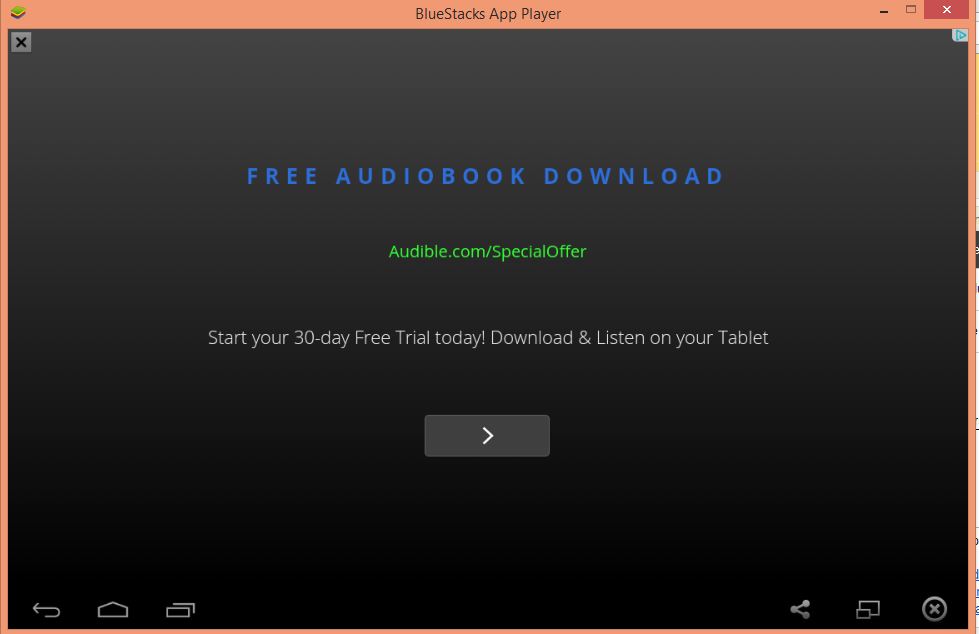 BlueStacks App Player
FREE AUDIOBOOK DOWNLOAD
Audible.com/SpecialOffer
Start your 30-day Free Trial today! Download & Listen on your Tablet